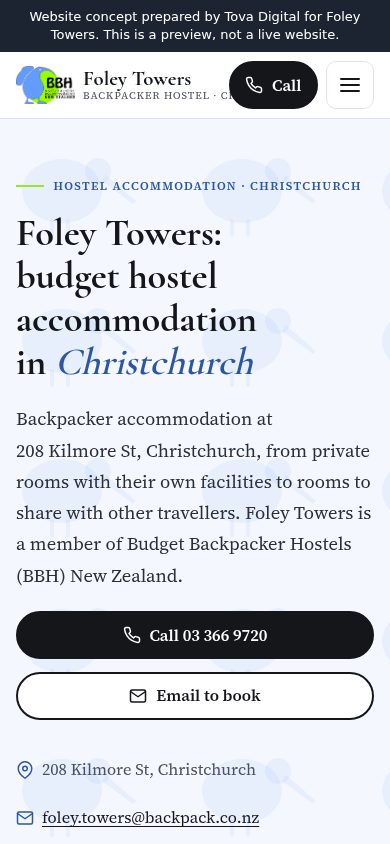 Website concept prepared by Tova Digital for Foley
Towers. This is a preview, not a live website.
BBH
Foley Towers
BACKPACKER HOSTEL ·
Call
HOSTEL ACCOMMODATION · CHRISTCHURCH
Foley Towers:
budget hostel
accommodation
in Christchurch
Backpacker accommodation at
208 Kilmore St, Christchurch, from private
rooms with their own facilities to rooms to
share with other travellers. Foley Towers is
a member of Budget Backpacker Hostels
(BBH) New Zealand.
Call 03 366 9720
Email to book
208 Kilmore St, Christchurch
foley.towers@backpack.co.nz